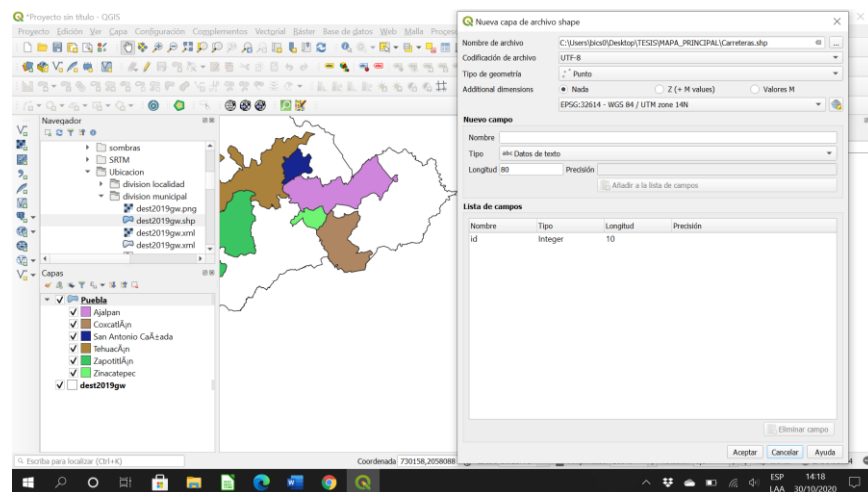 *Proyecto sin título - QGIS
Proyecto Edición Ver Capa Configuración Complementos Vectorial Ráster Base de datos Web Malla Proceso
Navegador
sombras
SRTM
Ubicacion
division localidad
division municipal
dest2019gw.png
dest2019gw.shp
dest2019gw.xml
dest2019gw.xml
Capas
Puebla
Ajalpan
CoxcatlÃ¡n
San Antonio CaÃ±ada
TehuacÃ¡n
ZapotitlÃ¡n
Zinacatepec
dest2019gw
Escriba para localizar (Ctrl+K)
Coordenada 730158,2058088
Nueva capa de archivo shape
Nombre de archivo C:\Users\bics0\Desktop\TESIS\MAPA_PRINCIPAL\Carreteras.shp
Codificación de archivo UTF-8
Tipo de geometría Punto
Additional dimensions Nada Z (+ M values) Valores M
EPSG:32614 - WGS 84 / UTM zone 14N
Nuevo campo
Nombre
Tipo abc Datos de texto
Longitud 80 Precisión
Añadir a la lista de campos
Lista de campos
Nombre Tipo Longitud Precisión
id Integer 10
Eliminar campo
Aceptar Cancelar Ayuda
ESP 14:18
LAA 30/10/2020